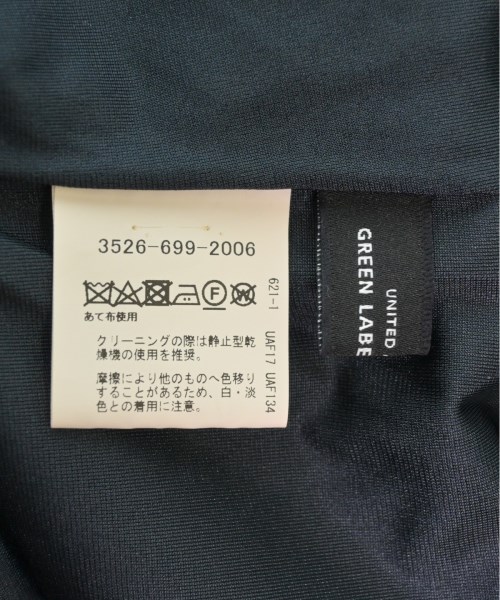 3526-699-2006
F
W
あて布使用
クリーニングの際は静止型乾
燥機の使用を推奨。
摩擦により他のものへ色移り
することがあるため、白・淡
色との着用に注意。
621-1 UAF17 UAF134
UNITED
GREEN LABE